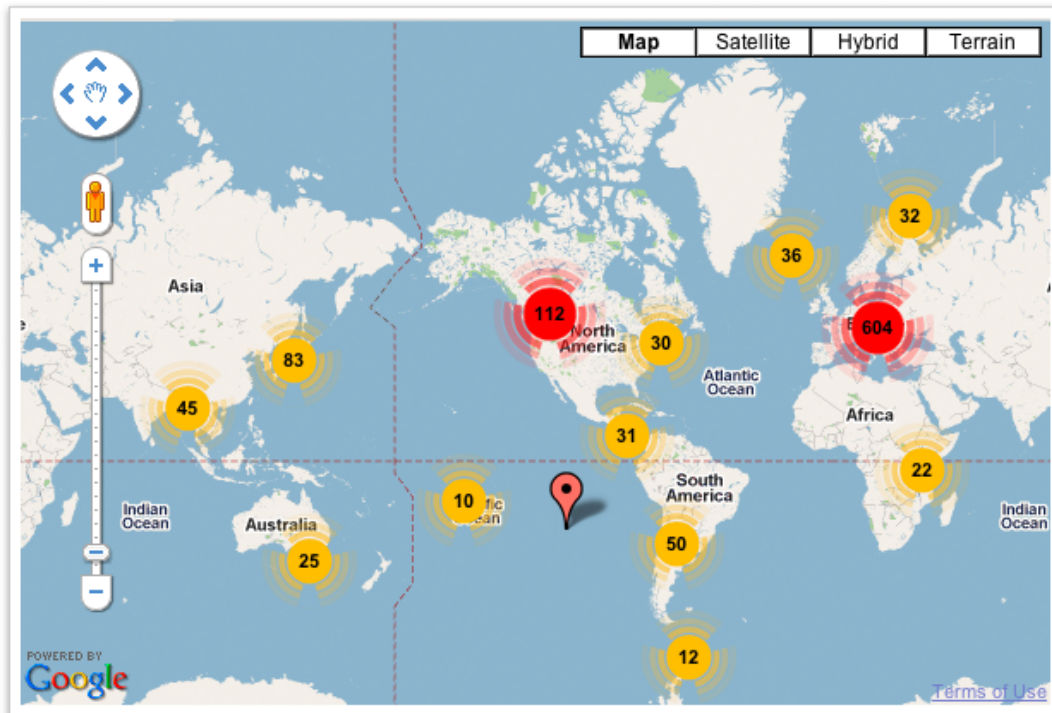 Map
Satellite
Hybrid
Terrain
32
36
Asia
112
North
America
30
604
83
Atlantic
Ocean
45
Africa
31
22
South
America
10
Ocean
Indian
Ocean
Australia
Indian
Ocean
50
25
12
POWERED BY
Google
Terms of Use